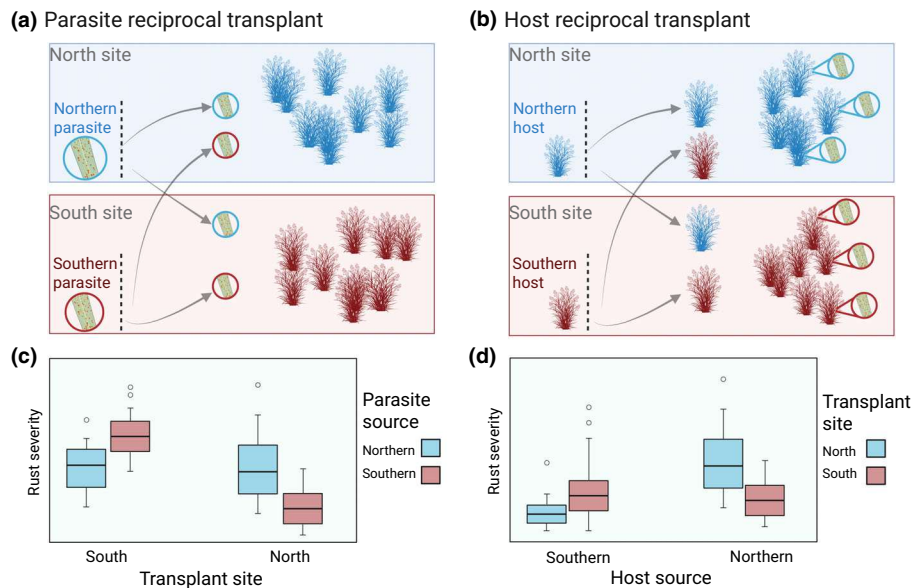 (a) Parasite reciprocal transplant
North site
Northern
parasite
South site
Southern
parasite
(b) Host reciprocal transplant
North site
Northern
host
South site
Southern
host
(c)
Rust severity
South
North
Transplant site
Parasite
source
Northern
Southern
(d)
Rust severity
Southern
Northern
Host source
Transplant
site
North
South